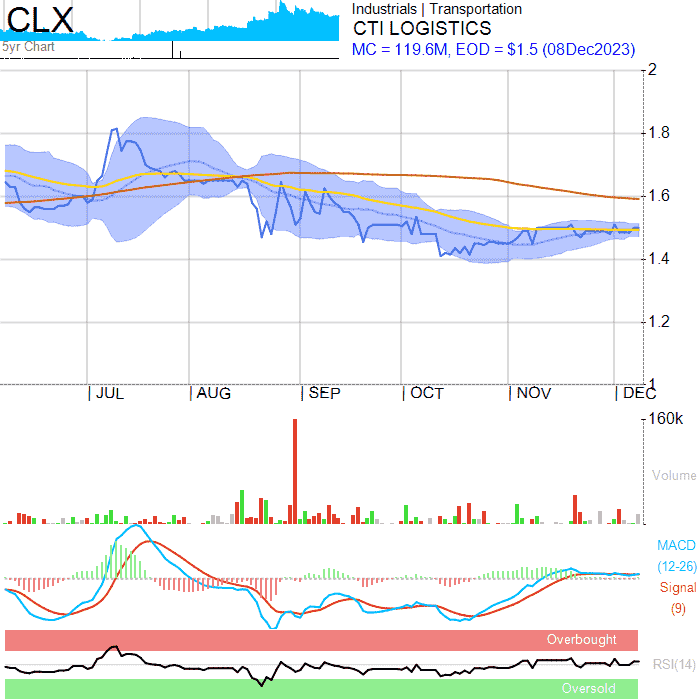 CLX
5yr Chart
Industrials | Transportation
CTI LOGISTICS
MC = 119.6M, EOD = $1.5 (08Dec2023)
2
1.8
1.6
1.4
1.2
1
| JUL | AUG | SEP | OCT | NOV | DEC
160k
Volume
MACD
(12-26)
Signal
(9)
Overbought
RSI(14)
Oversold